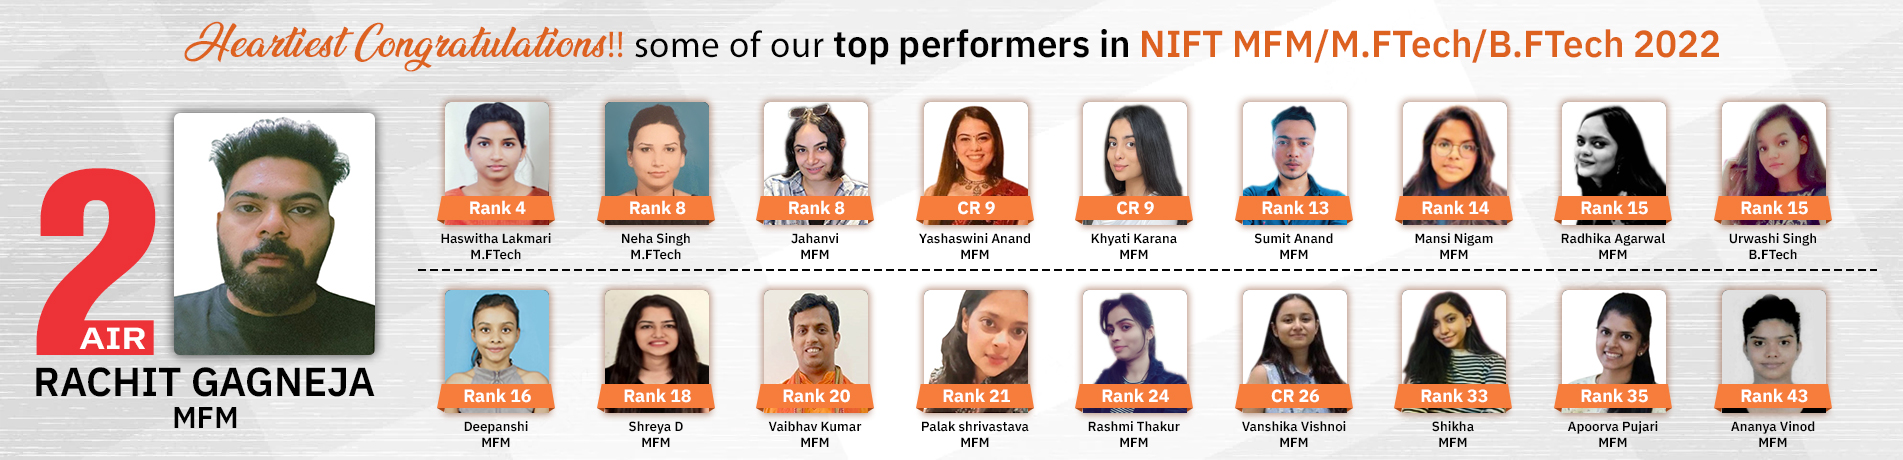 Heartiest Congratulations!! some of our top performers in NIFT MFM/M.FTech/B.FTech 2022
2
AIR
RACHIT GAGNEJA
MFM
Rank 4
Haswitha Lakmari
M.FTech
Rank 8
Neha Singh
M.FTech
Rank 8
Jahanvi
MFM
CR 9
Yashaswini Anand
MFM
CR 9
Khyati Karana
MFM
Rank 13
Sumit Anand
MFM
Rank 14
Mansi Nigam
MFM
Rank 15
Radhika Agarwal
MFM
Rank 15
Urwashi Singh
B.FTech
Rank 16
Deepanshi
MFM
Rank 18
Shreya D
MFM
Rank 20
Vaibhav Kumar
MFM
Rank 21
Palak shrivastava
MFM
Rank 24
Rashmi Thakur
MFM
CR 26
Vanshika Vishnoi
MFM
Rank 33
Shikha
MFM
Rank 35
Apoorva Pujari
MFM
Rank 43
Ananya Vinod
MFM